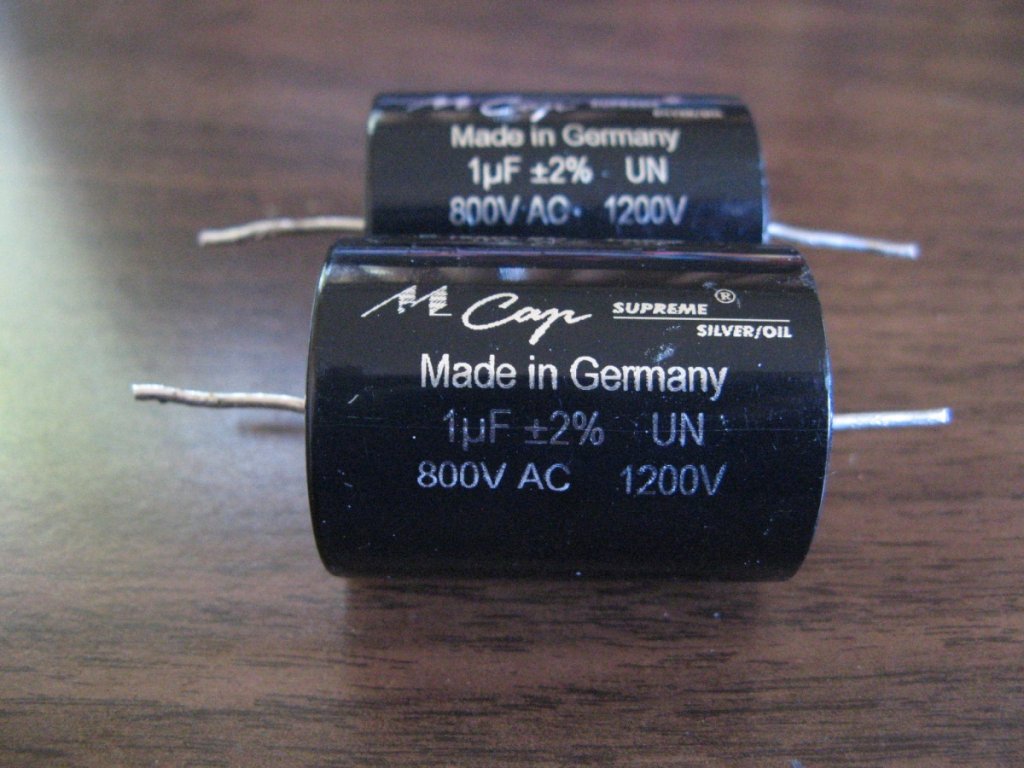 M Cap
Made in Germany
1µF ±2% UN
800V AC 1200V
M Cap SUPREME ®
SILVER/OIL
Made in Germany
1µF ±2% UN
800V AC 1200V